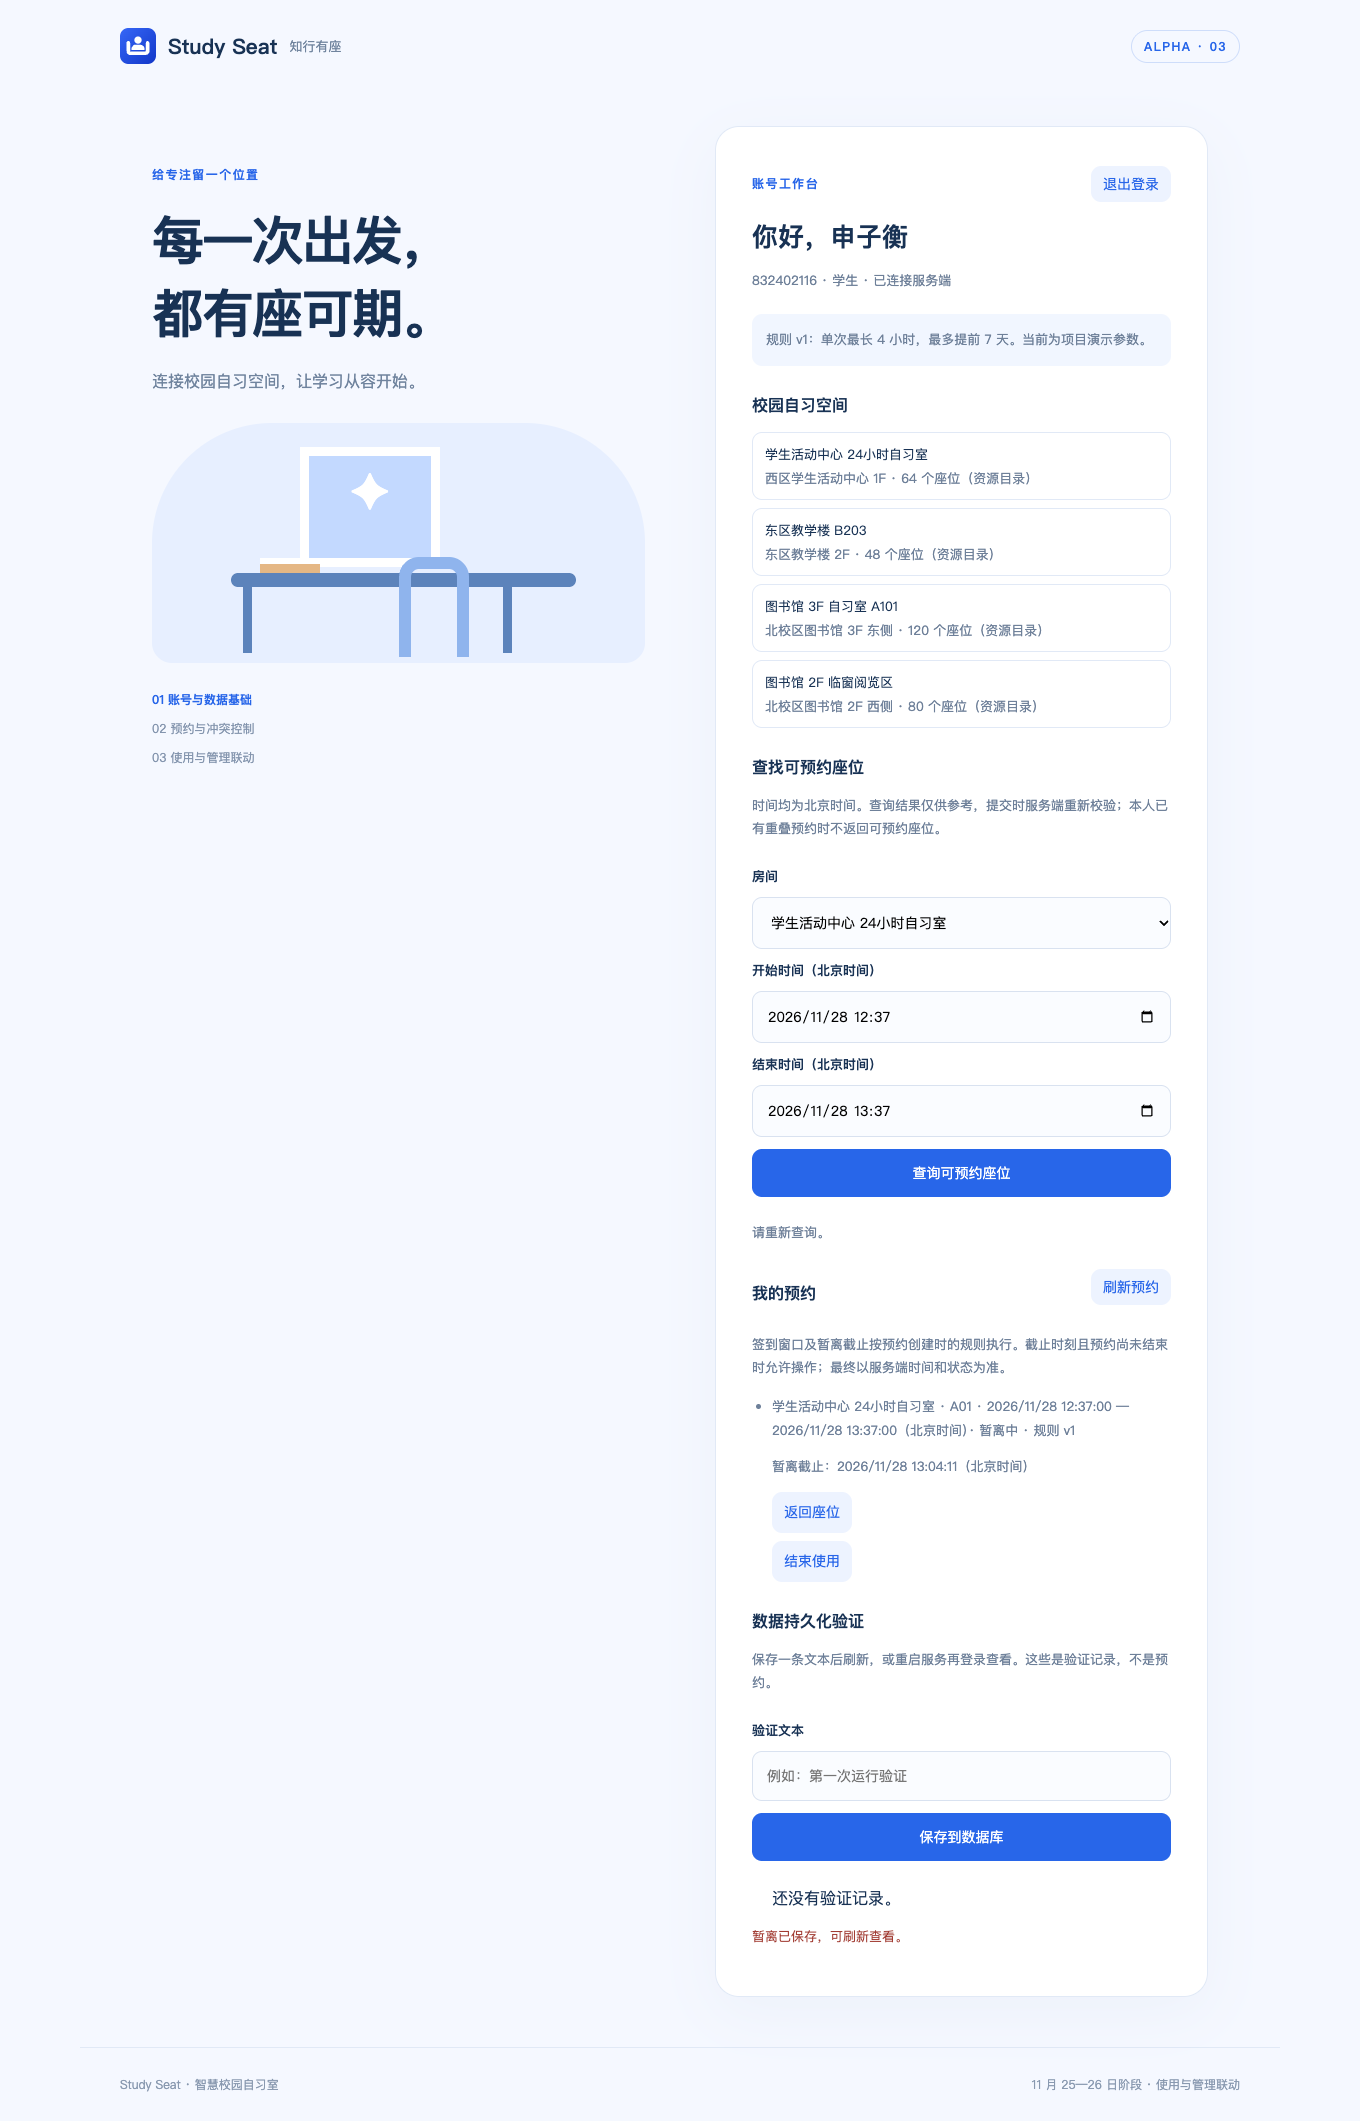 Study Seat 知行有座
ALPHA · 03
给专注留一个位置
每一次出发，
都有座可期。
连接校园自习空间，让学习从容开始。
01 账号与数据基础
02 预约与冲突控制
03 使用与管理联动
账号工作台
退出登录
你好，申子衡
832402116 · 学生 · 已连接服务端
规则 v1：单次最长 4 小时，最多提前 7 天。当前为项目演示参数。
校园自习空间
学生活动中心 24小时自习室
西区学生活动中心 1F · 64 个座位（资源目录）
东区教学楼 B203
东区教学楼 2F · 48 个座位（资源目录）
图书馆 3F 自习室 A101
北校区图书馆 3F 东侧 · 120 个座位（资源目录）
图书馆 2F 临窗阅览区
北校区图书馆 2F 西侧 · 80 个座位（资源目录）
查找可预约座位
时间均为北京时间。查询结果仅供参考，提交时服务端重新校验；本人已
有重叠预约时不返回可预约座位。
房间
学生活动中心 24小时自习室
开始时间（北京时间）
2026/11/28 12:37
结束时间（北京时间）
2026/11/28 13:37
查询可预约座位
请重新查询。
我的预约
刷新预约
签到窗口及暂离截止按预约创建时的规则执行。截止时刻且预约尚未结束
时允许操作；最终以服务端时间和状态为准。
• 学生活动中心 24小时自习室 · A01 · 2026/11/28 12:37:00 —
2026/11/28 13:37:00（北京时间）· 暂离中 · 规则 v1
暂离截止：2026/11/28 13:04:11（北京时间）
返回座位
结束使用
数据持久化验证
保存一条文本后刷新，或重启服务再登录查看。这些是验证记录，不是预
约。
验证文本
例如：第一次运行验证
保存到数据库
还没有验证记录。
暂离已保存，可刷新查看。
Study Seat · 智慧校园自习室
11 月 25—26 日阶段 · 使用与管理联动